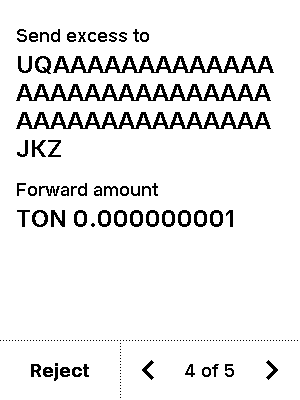 Send excess to
UQAAAAAAAAAAAAA
AAAAAAAAAAAAAAA
AAAAAAAAAAAAAAA
JKZ
Forward amount
TON 0.000000001
Reject
4 of 5